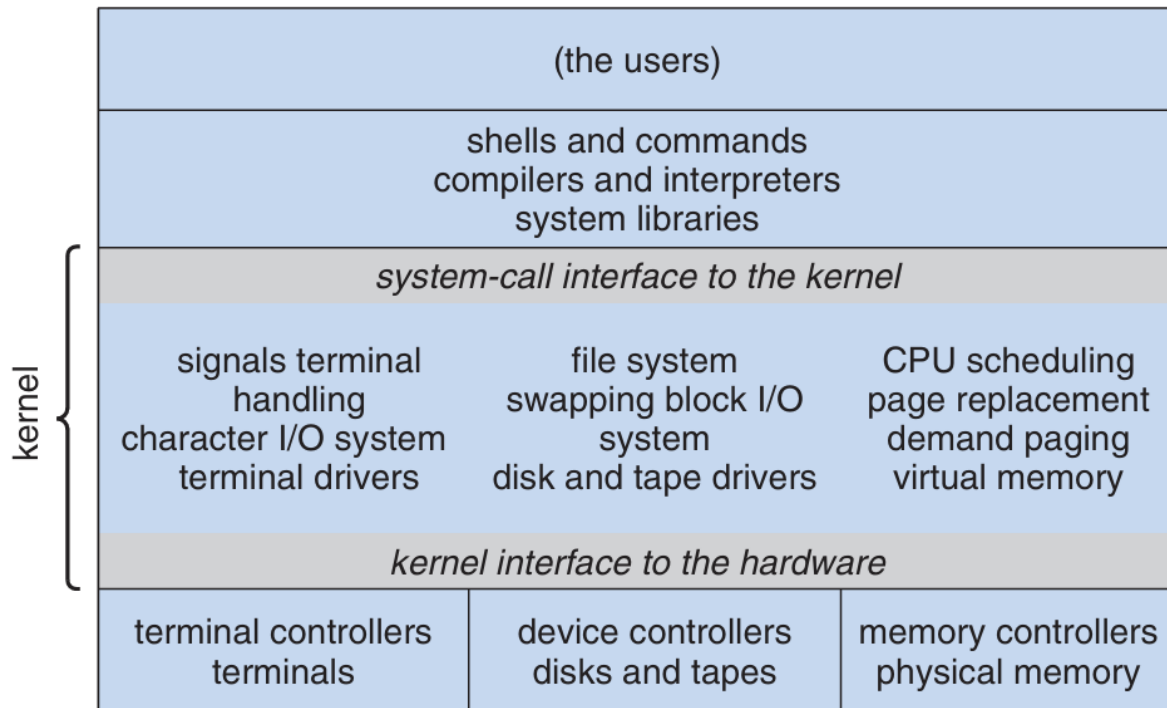 (the users)
shells and commands
compilers and interpreters
system libraries
system-call interface to the kernel
kernel
signals terminal
handling
character I/O system
terminal drivers
file system
swapping block I/O
system
disk and tape drivers
CPU scheduling
page replacement
demand paging
virtual memory
kernel interface to the hardware
terminal controllers
terminals
device controllers
disks and tapes
memory controllers
physical memory